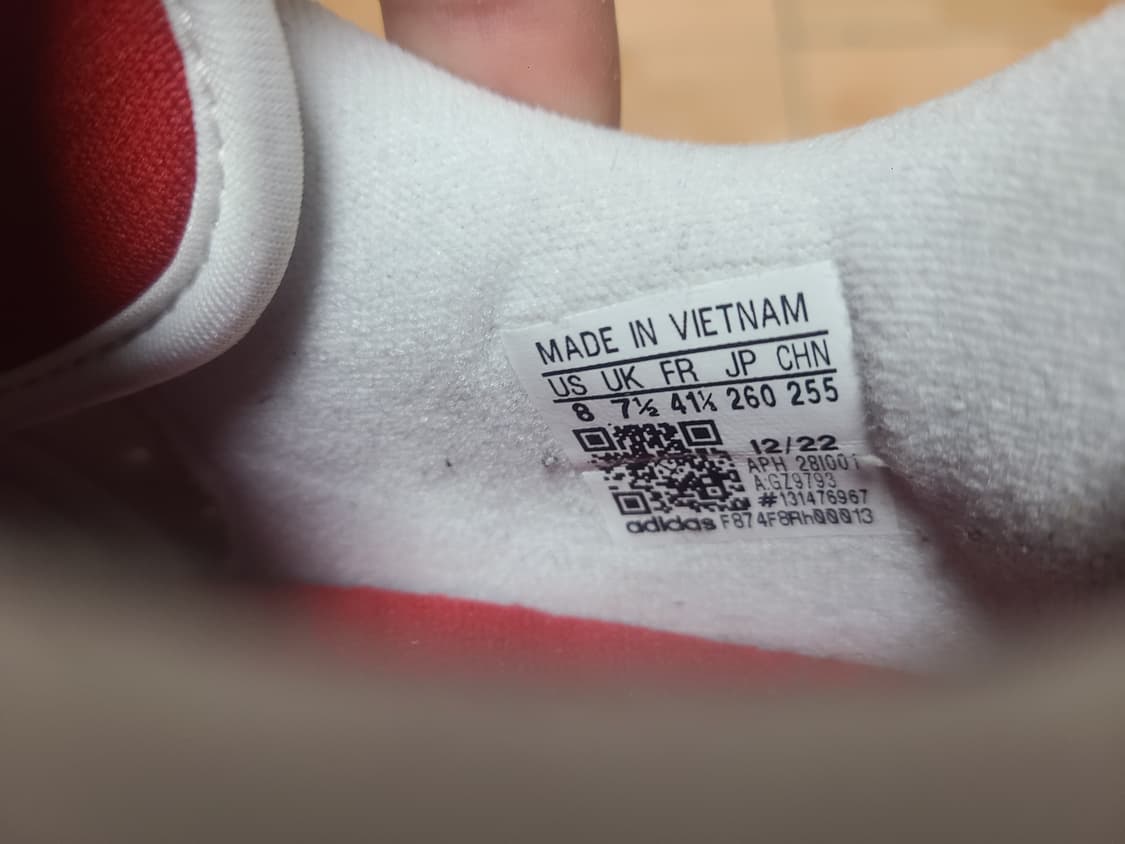 MADE IN VIETNAM
US UK FR JP CHN
8 7½ 41⅓ 260 255
12/22
APH 281001
A:GZ9793
#131476967
adidas F874F8Rh00013